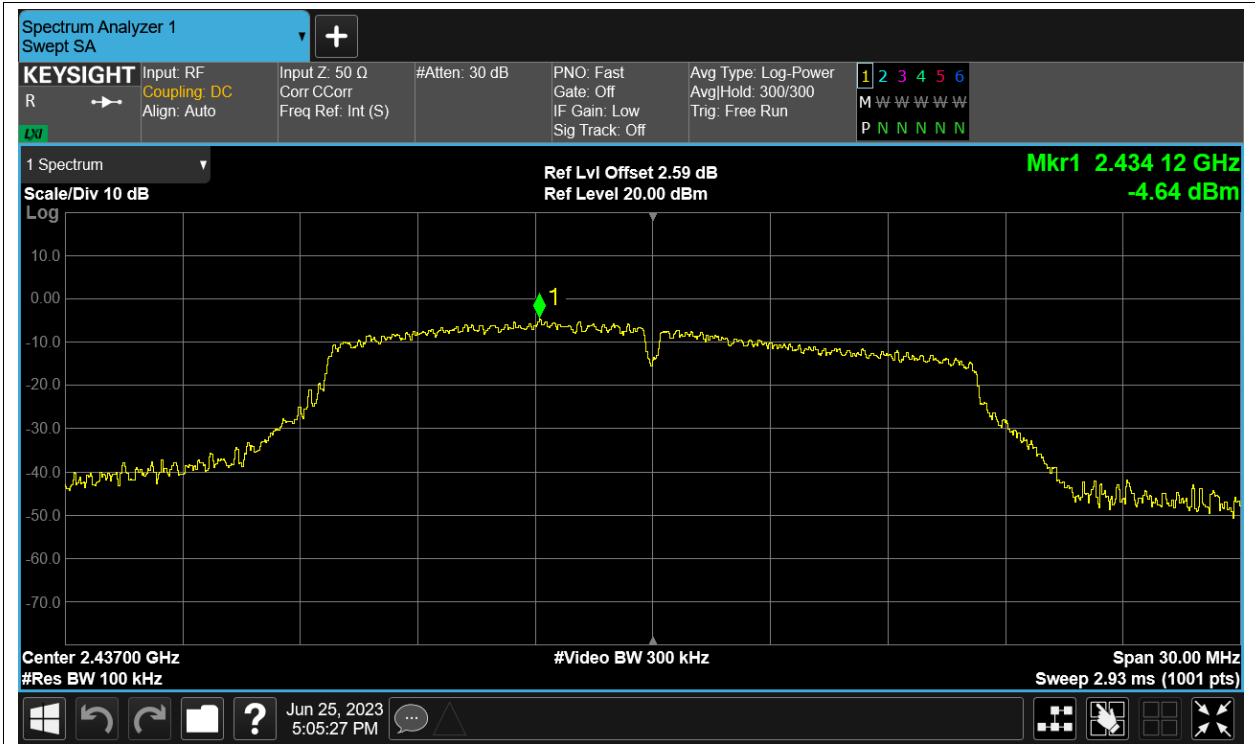 Spectrum Analyzer 1
Swept SA
KEYSIGHT
R
LXI
Input: RF
Coupling: DC
Align: Auto
Input Z: 50 Ω
Corr CCorr
Freq Ref: Int (S)
#Atten: 30 dB
PNO: Fast
Gate: Off
IF Gain: Low
Sig Track: Off
Avg Type: Log-Power
Avg|Hold: 300/300
Trig: Free Run
1 2 3 4 5 6
M W W W W W
P N N N N N
1 Spectrum
Scale/Div 10 dB
Log
Ref Lvl Offset 2.59 dB
Ref Level 20.00 dBm
Mkr1 2.434 12 GHz
-4.64 dBm
10.0
0.00
1
-10.0
-20.0
-30.0
-40.0
-50.0
-60.0
-70.0
Center 2.43700 GHz
#Video BW 300 kHz
Span 30.00 MHz
#Res BW 100 kHz
Sweep 2.93 ms (1001 pts)
?
Jun 25, 2023
5:05:27 PM